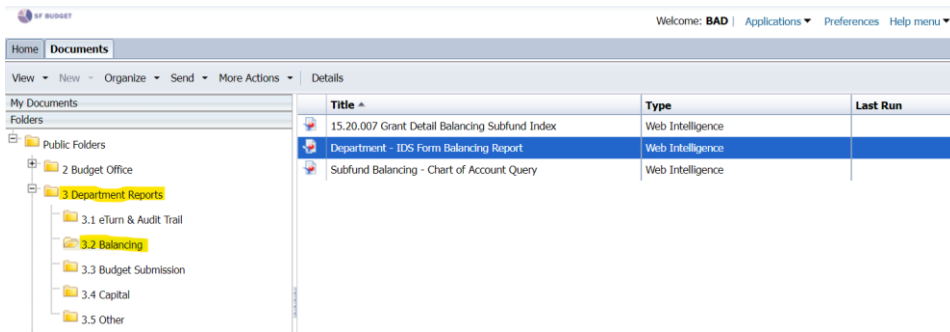 SF BUDGET
Welcome: BAD | Applications Preferences Help menu
Home Documents
View New Organize Send More Actions Details
My Documents
Folders
Public Folders
2 Budget Office
3 Department Reports
3.1 eTurn & Audit Trail
3.2 Balancing
3.3 Budget Submission
3.4 Capital
3.5 Other
Title Type Last Run
15.20.007 Grant Detail Balancing Subfund Index Web Intelligence
Department - IDS Form Balancing Report Web Intelligence
Subfund Balancing - Chart of Account Query Web Intelligence